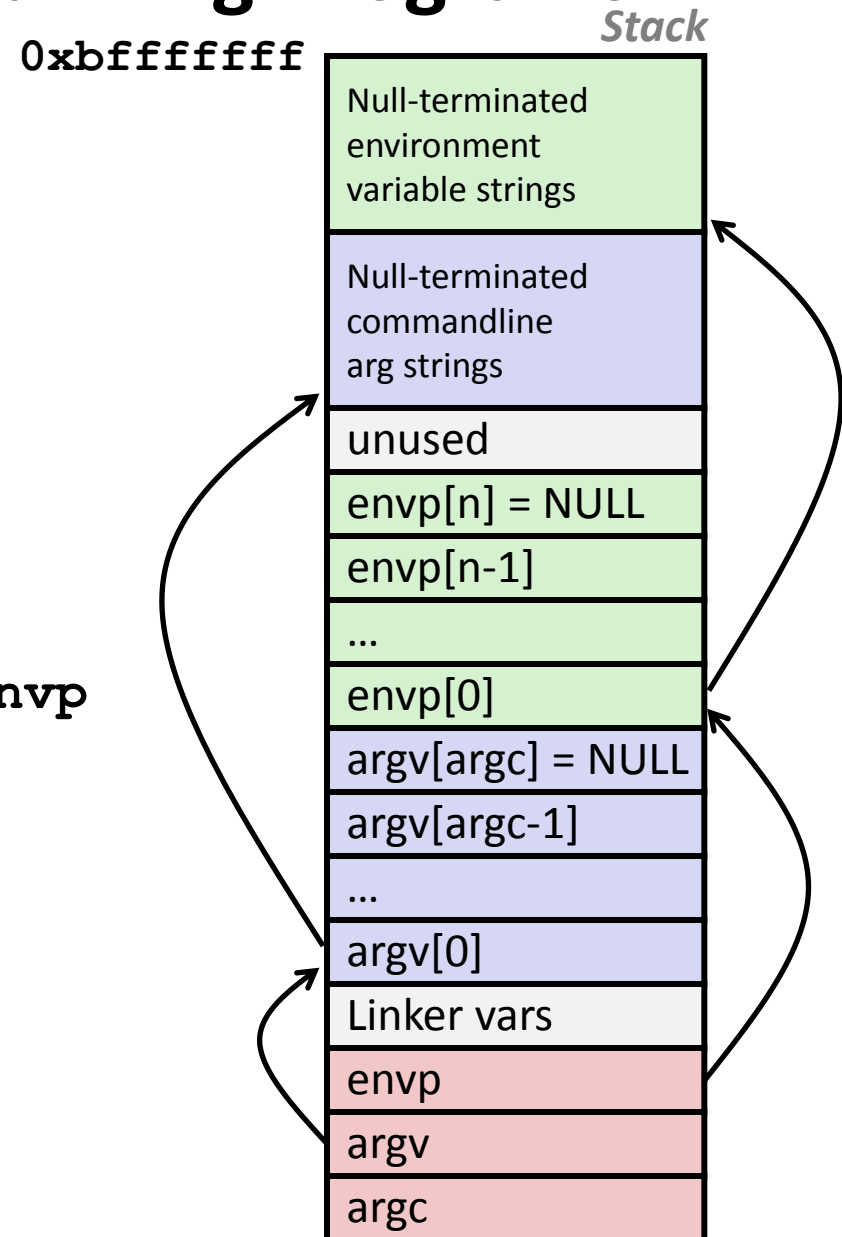 Stack
0xbfffffff
Null-terminated
environment
variable strings
Null-terminated
commandline
arg strings
unused
envp[n] = NULL
envp[n-1]
…
nvp
envp[0]
argv[argc] = NULL
argv[argc-1]
…
argv[0]
Linker vars
envp
argv
argc